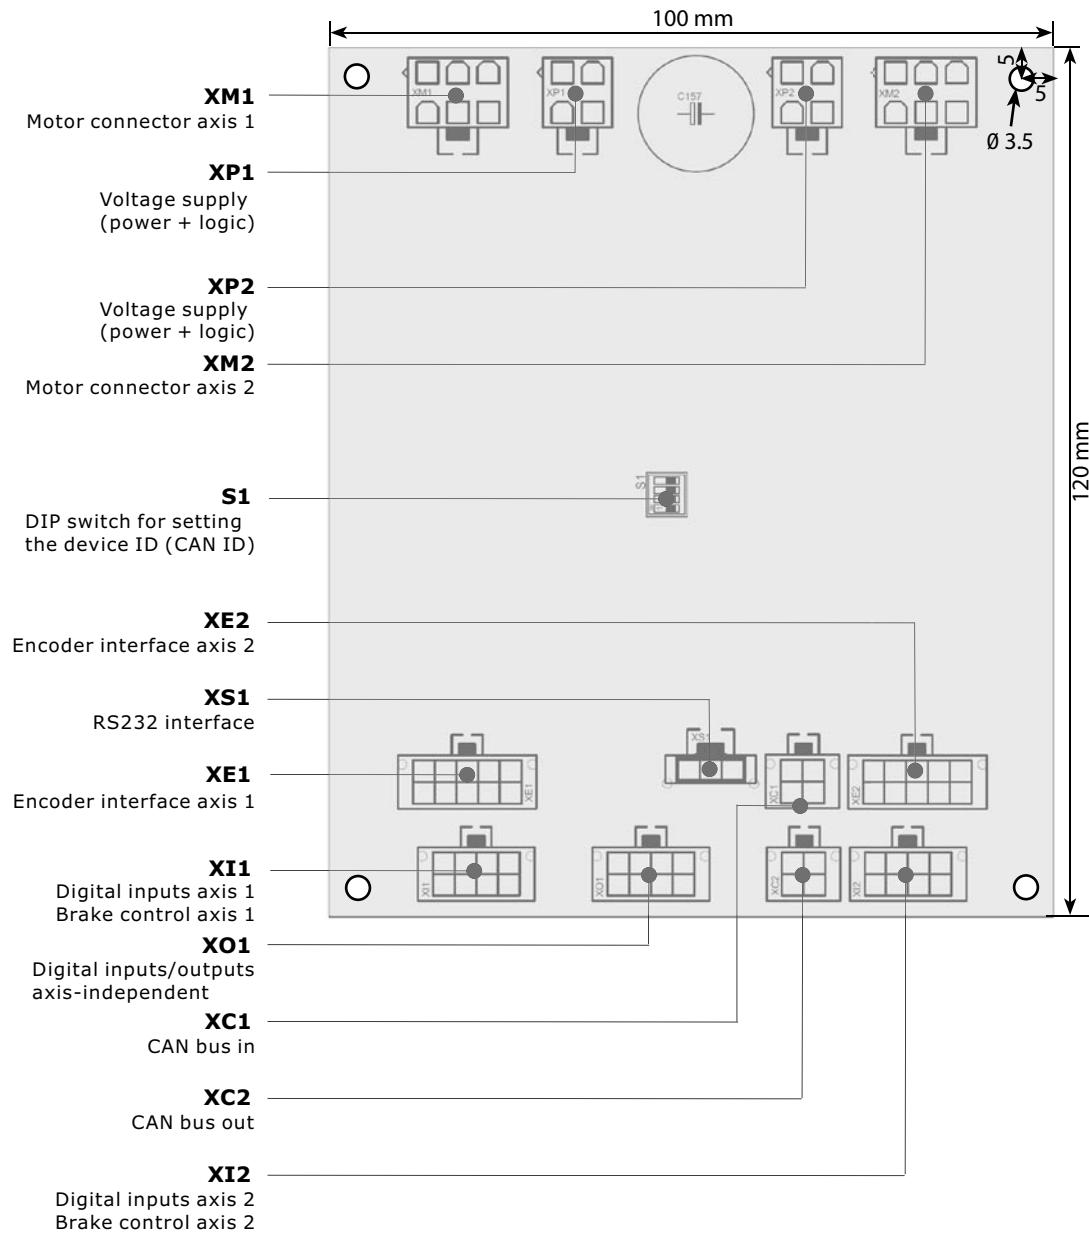 100 mm
5
5
Ø 3.5
120 mm
XM1
Motor connector axis 1
XP1
Voltage supply
(power + logic)
XP2
Voltage supply
(power + logic)
XM2
Motor connector axis 2
S1
DIP switch for setting
the device ID (CAN ID)
XE2
Encoder interface axis 2
XS1
RS232 interface
XE1
Encoder interface axis 1
XI1
Digital inputs axis 1
Brake control axis 1
XO1
Digital inputs/outputs
axis-independent
XC1
CAN bus in
XC2
CAN bus out
XI2
Digital inputs axis 2
Brake control axis 2
XM1
XP1
C157
XP2
XM2
S1
XS1
XE1
XC1
XE2
XI1
XO1
XC2
XI2